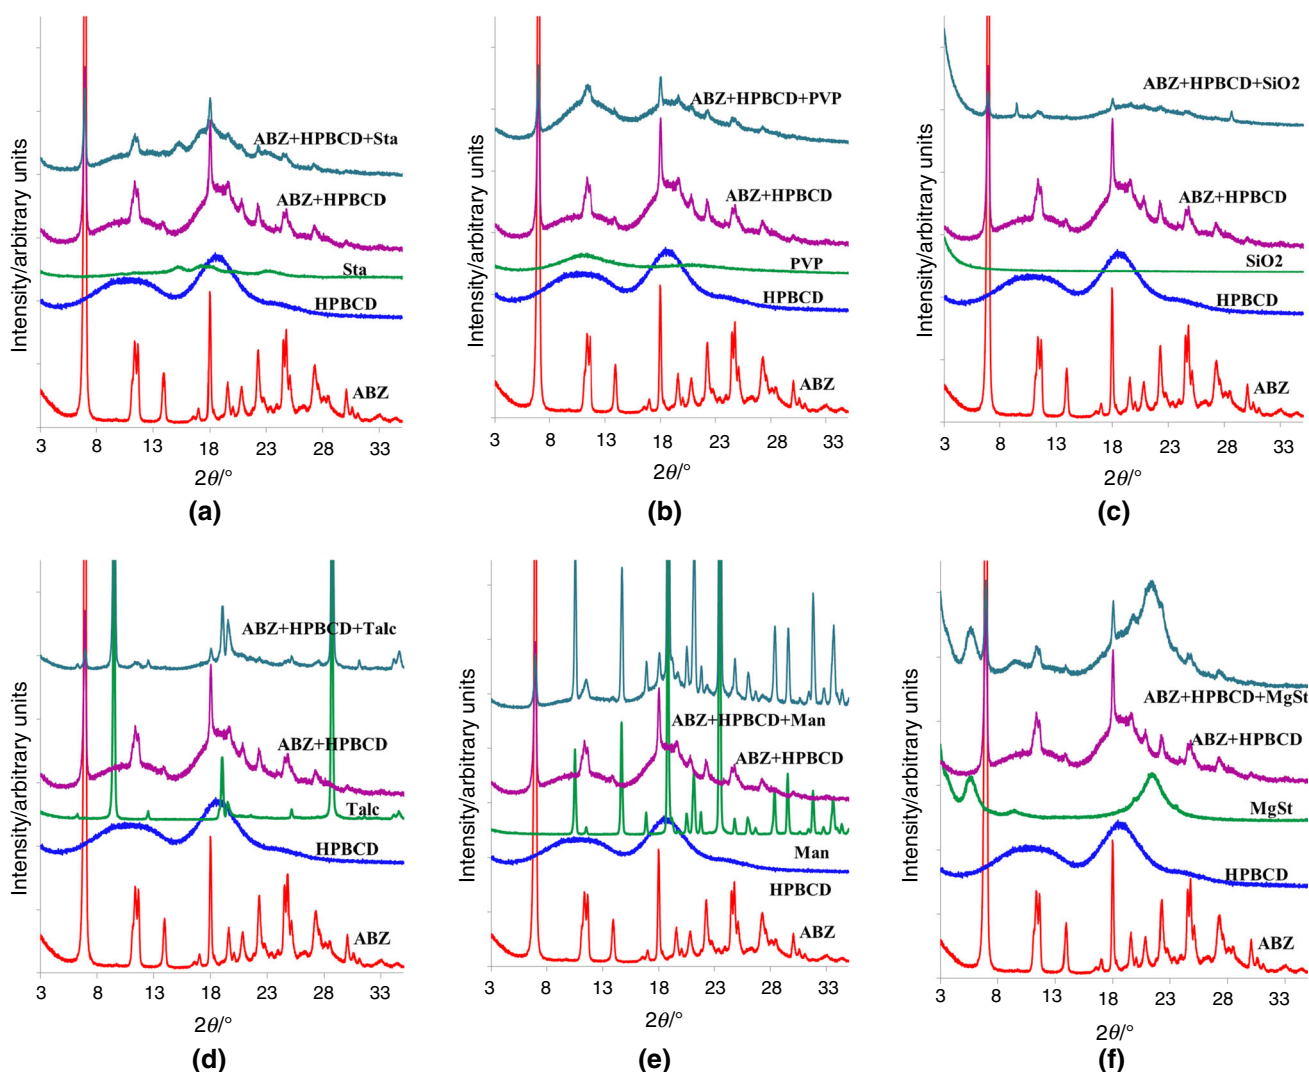 Intensity/arbitrary units
ABZ+HPBCD+Sta
ABZ+HPBCD
Sta
HPBCD
ABZ
3 8 13 18 23 28 33
2θ/°
(a)
Intensity/arbitrary units
ABZ+HPBCD+PVP
ABZ+HPBCD
PVP
HPBCD
ABZ
3 8 13 18 23 28 33
2θ/°
(b)
Intensity/arbitrary units
ABZ+HPBCD+SiO2
ABZ+HPBCD
SiO2
HPBCD
ABZ
3 8 13 18 23 28 33
2θ/°
(c)
Intensity/arbitrary units
ABZ+HPBCD+Talc
ABZ+HPBCD
Talc
HPBCD
ABZ
3 8 13 18 23 28 33
2θ/°
(d)
Intensity/arbitrary units
ABZ+HPBCD+Man
ABZ+HPBCD
Man
HPBCD
ABZ
3 8 13 18 23 28 33
2θ/°
(e)
Intensity/arbitrary units
ABZ+HPBCD+MgSt
ABZ+HPBCD
MgSt
HPBCD
ABZ
3 8 13 18 23 28 33
2θ/°
(f)